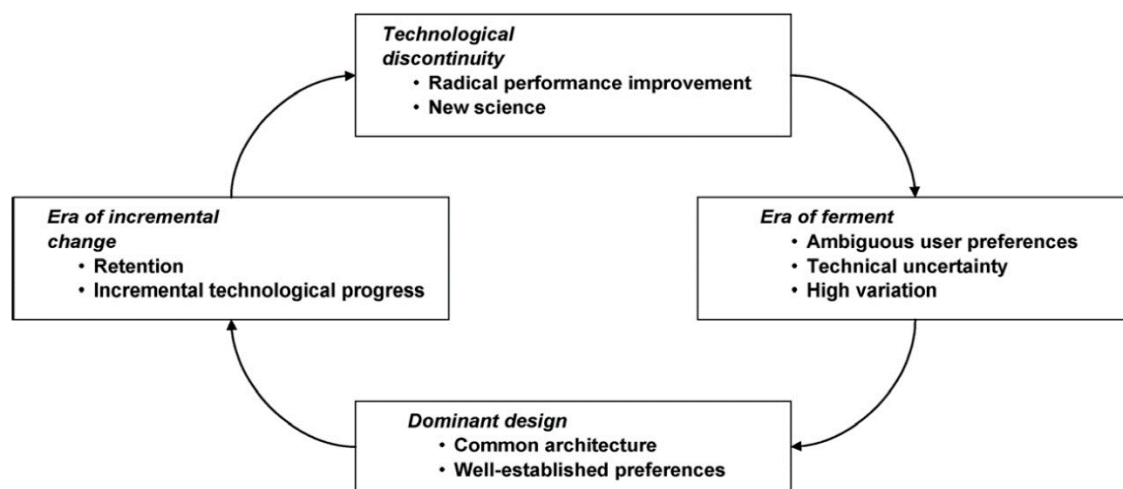 Technological
discontinuity
• Radical performance improvement
• New science
Era of incremental
change
• Retention
• Incremental technological progress
Era of ferment
• Ambiguous user preferences
• Technical uncertainty
• High variation
Dominant design
• Common architecture
• Well-established preferences